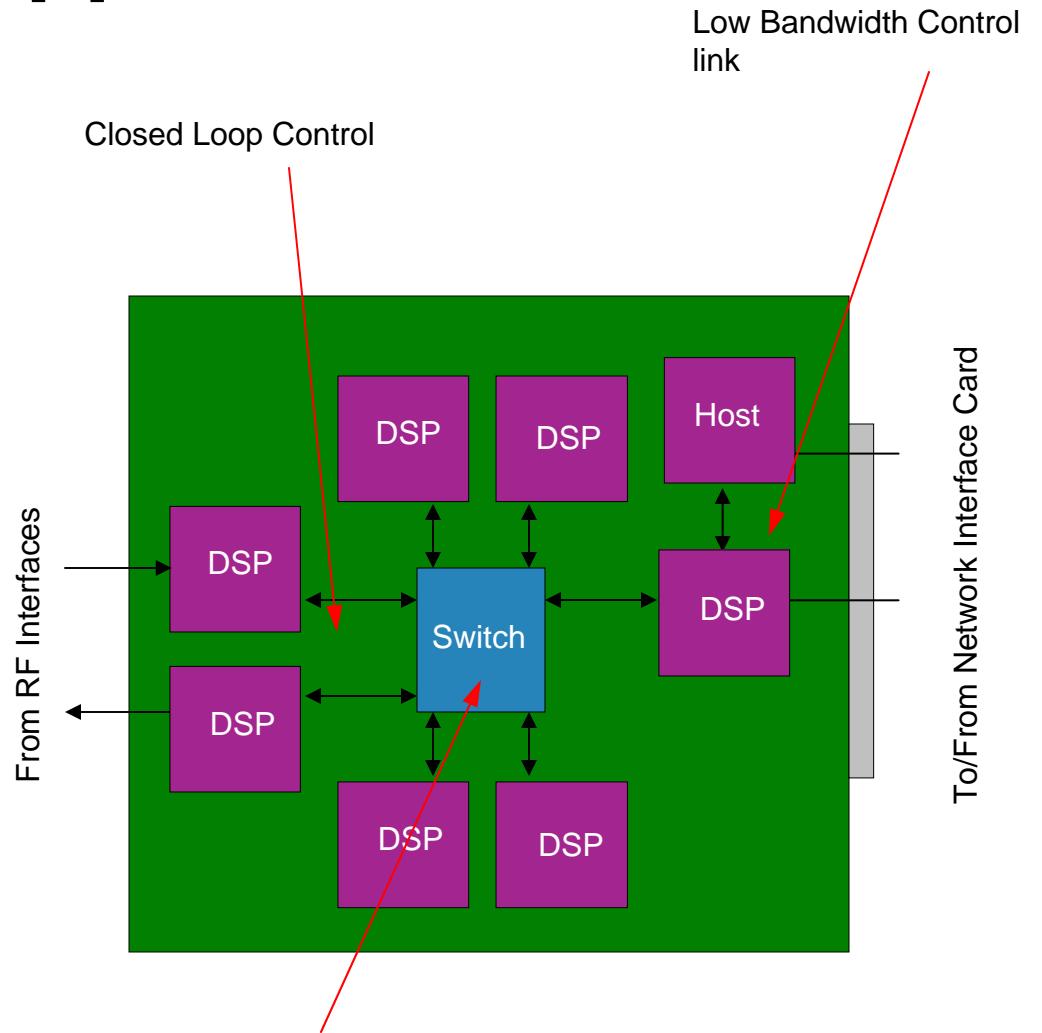 Low Bandwidth Control
link
Closed Loop Control
DSP
DSP
Host
DSP
DSP
Switch
DSP
DSP
DSP
From RF Interfaces
To/From Network Interface Card